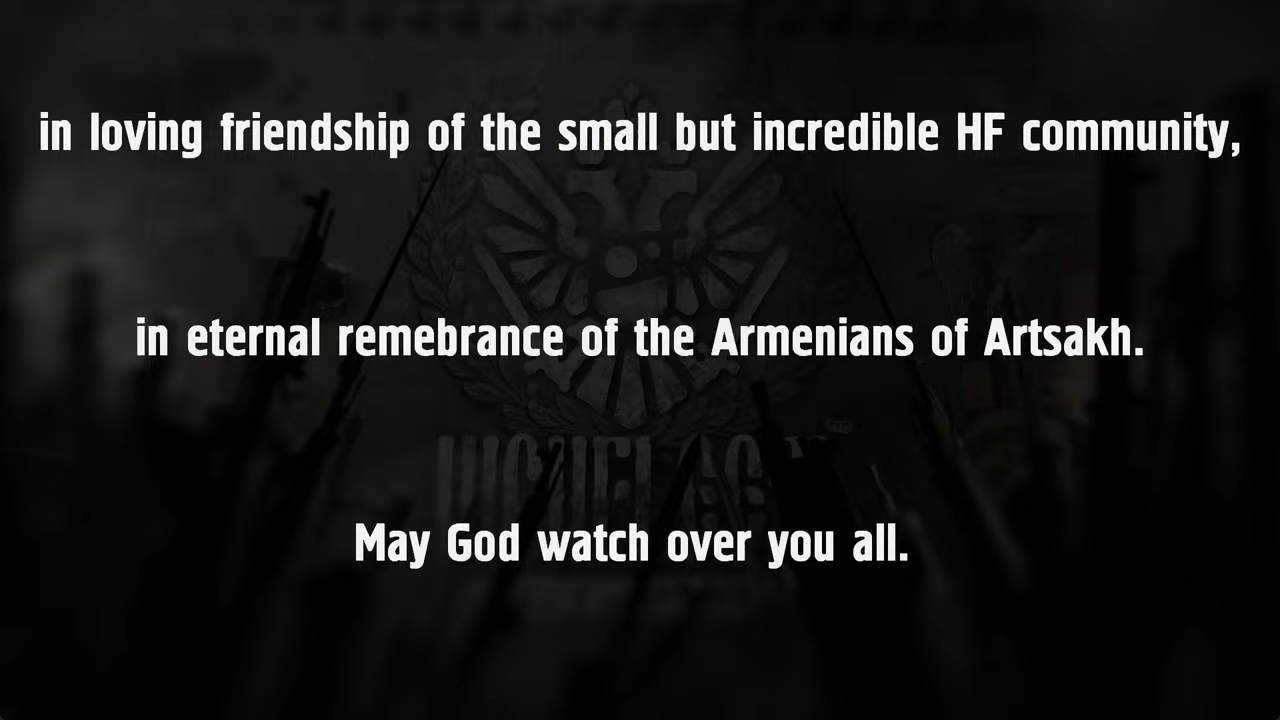 in loving friendship of the small but incredible HF community,
in eternal remebrance of the Armenians of Artsakh.
May God watch over you all.